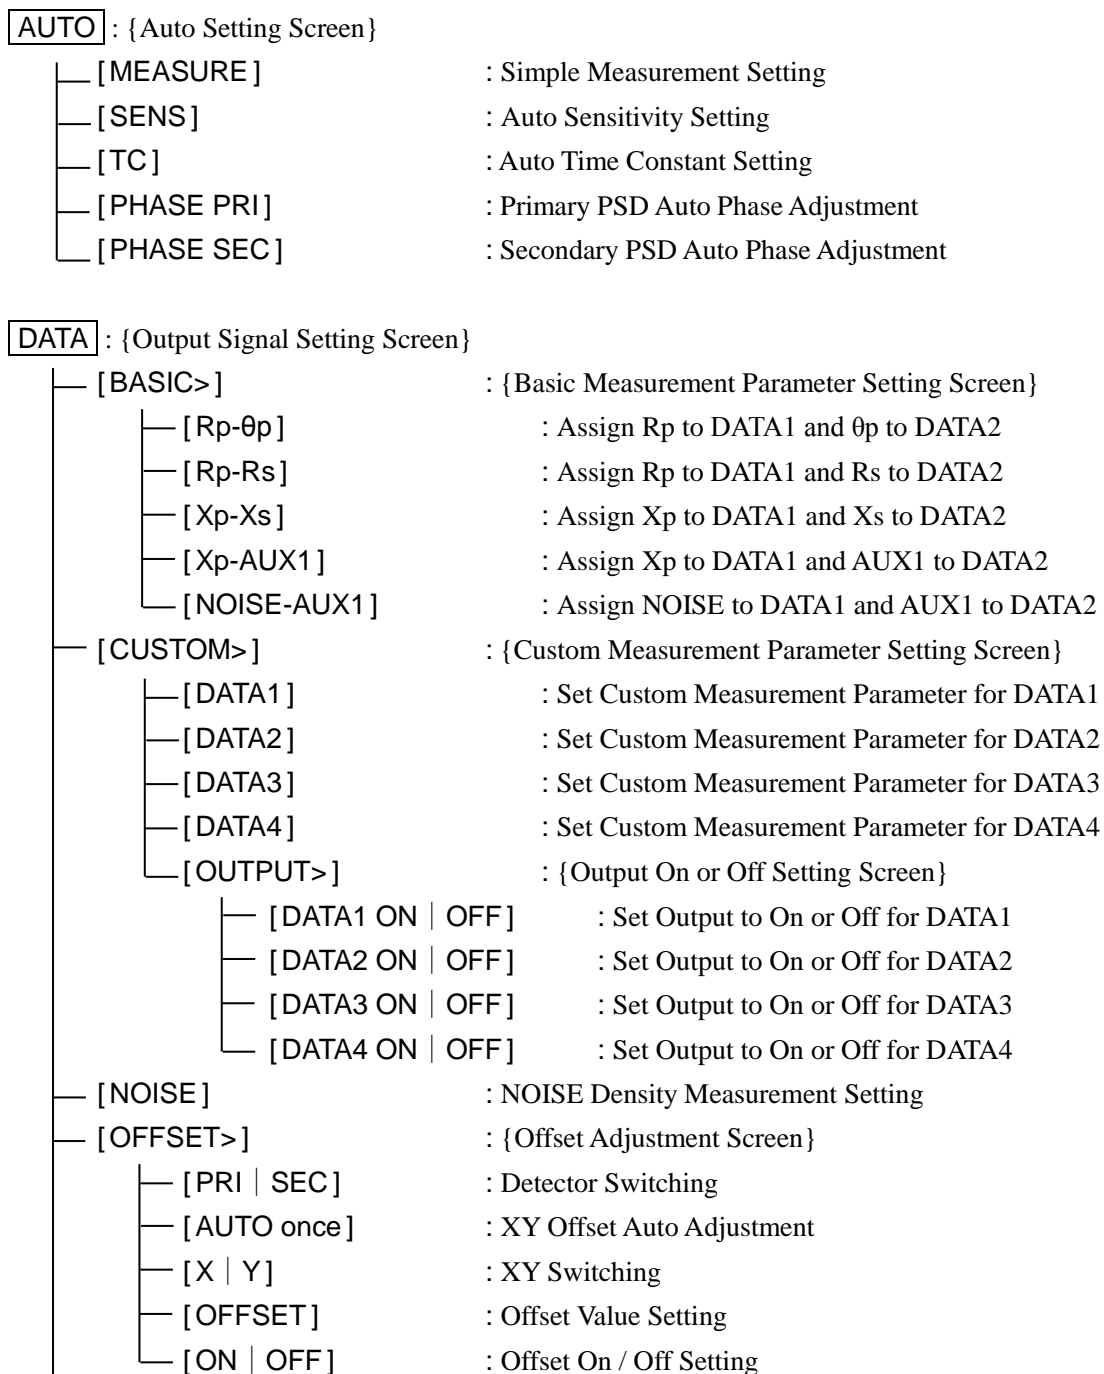 AUTO : {Auto Setting Screen}
[MEASURE] : Simple Measurement Setting
[SENS] : Auto Sensitivity Setting
[TC] : Auto Time Constant Setting
[PHASE PRI] : Primary PSD Auto Phase Adjustment
[PHASE SEC] : Secondary PSD Auto Phase Adjustment
DATA : {Output Signal Setting Screen}
[BASIC>] : {Basic Measurement Parameter Setting Screen}
[Rp-θp] : Assign Rp to DATA1 and θp to DATA2
[Rp-Rs] : Assign Rp to DATA1 and Rs to DATA2
[Xp-Xs] : Assign Xp to DATA1 and Xs to DATA2
[Xp-AUX1] : Assign Xp to DATA1 and AUX1 to DATA2
[NOISE-AUX1] : Assign NOISE to DATA1 and AUX1 to DATA2
[CUSTOM>] : {Custom Measurement Parameter Setting Screen}
[DATA1] : Set Custom Measurement Parameter for DATA1
[DATA2] : Set Custom Measurement Parameter for DATA2
[DATA3] : Set Custom Measurement Parameter for DATA3
[DATA4] : Set Custom Measurement Parameter for DATA4
[OUTPUT>] : {Output On or Off Setting Screen}
[DATA1 ON | OFF] : Set Output to On or Off for DATA1
[DATA2 ON | OFF] : Set Output to On or Off for DATA2
[DATA3 ON | OFF] : Set Output to On or Off for DATA3
[DATA4 ON | OFF] : Set Output to On or Off for DATA4
[NOISE] : NOISE Density Measurement Setting
[OFFSET>] : {Offset Adjustment Screen}
[PRI | SEC] : Detector Switching
[AUTO once] : XY Offset Auto Adjustment
[X | Y] : XY Switching
[OFFSET] : Offset Value Setting
[ON | OFF] : Offset On / Off Setting